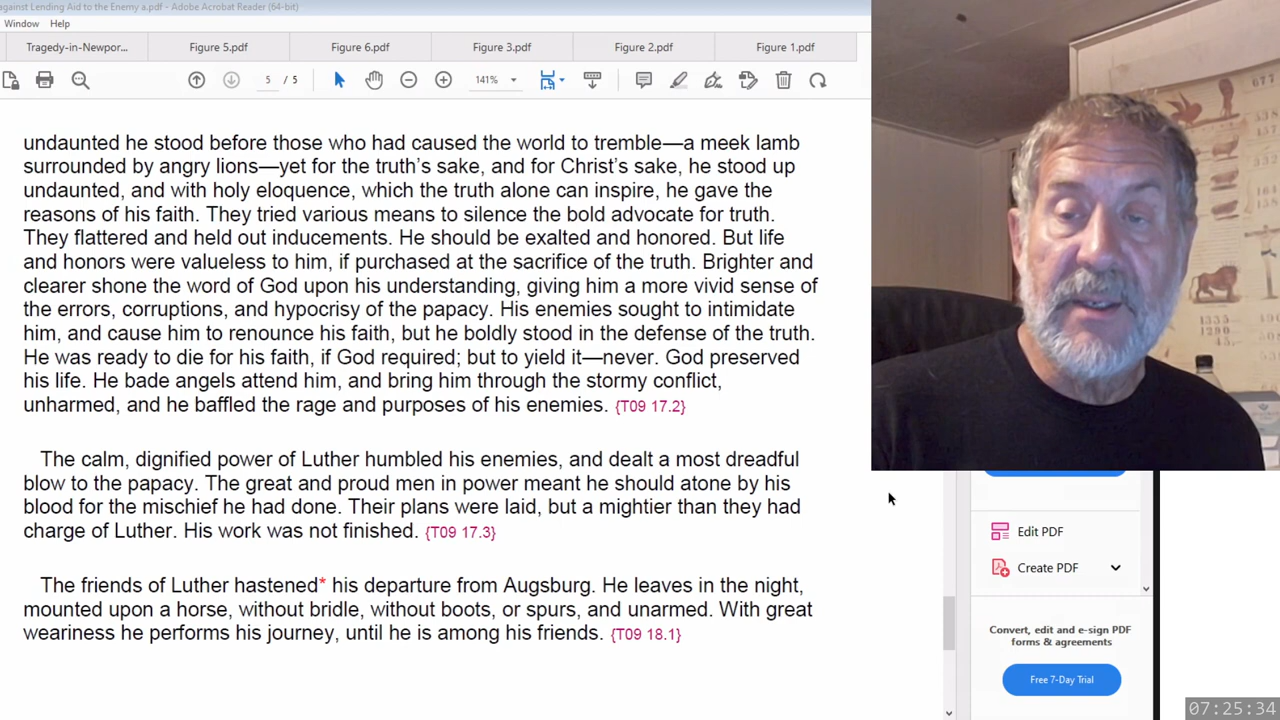 against Lending Aid to the Enemy a.pdf - Adobe Acrobat Reader (64-bit)
Window Help
Tragedy-in-Newpor... Figure 5.pdf Figure 6.pdf Figure 3.pdf Figure 2.pdf Figure 1.pdf
5 / 5 141%
undaunted he stood before those who had caused the world to tremble—a meek lamb
surrounded by angry lions—yet for the truth's sake, and for Christ's sake, he stood up
undaunted, and with holy eloquence, which the truth alone can inspire, he gave the
reasons of his faith. They tried various means to silence the bold advocate for truth.
They flattered and held out inducements. He should be exalted and honored. But life
and honors were valueless to him, if purchased at the sacrifice of the truth. Brighter and
clearer shone the word of God upon his understanding, giving him a more vivid sense of
the errors, corruptions, and hypocrisy of the papacy. His enemies sought to intimidate
him, and cause him to renounce his faith, but he boldly stood in the defense of the truth.
He was ready to die for his faith, if God required; but to yield it—never. God preserved
his life. He bade angels attend him, and bring him through the stormy conflict,
unharmed, and he baffled the rage and purposes of his enemies. {T09 17.2}
The calm, dignified power of Luther humbled his enemies, and dealt a most dreadful
blow to the papacy. The great and proud men in power meant he should atone by his
blood for the mischief he had done. Their plans were laid, but a mightier than they had
charge of Luther. His work was not finished. {T09 17.3}
The friends of Luther hastened* his departure from Augsburg. He leaves in the night,
mounted upon a horse, without bridle, without boots, or spurs, and unarmed. With great
weariness he performs his journey, until he is among his friends. {T09 18.1}
677
1335
1290
Edit PDF
Create PDF
Convert, edit and e-sign PDF
forms & agreements
Free 7-Day Trial
07:25:34